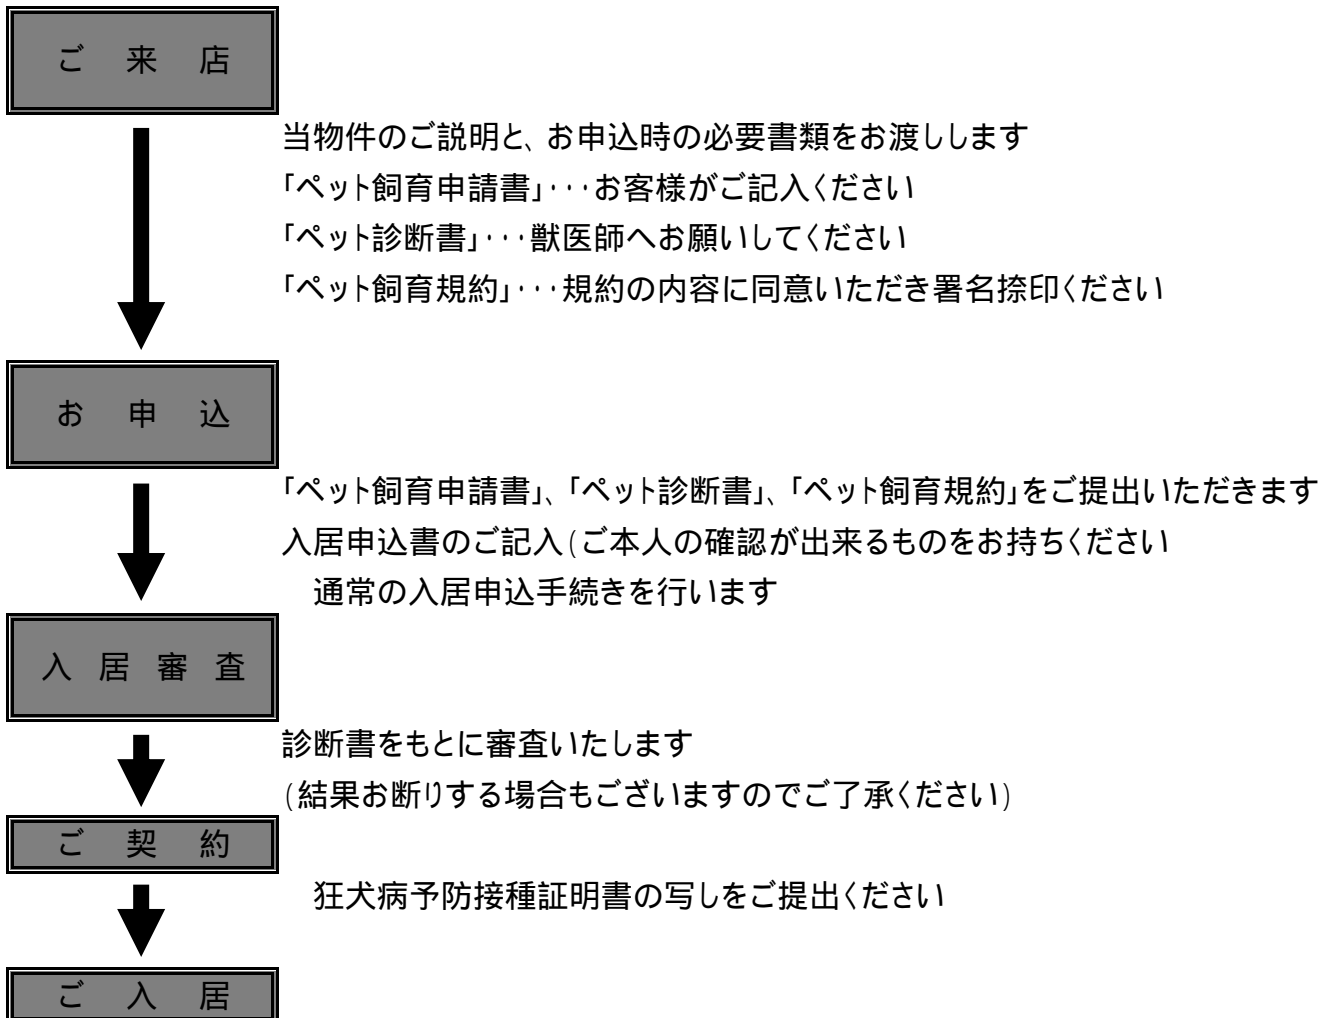 ご来店
当物件のご説明と、お申込時の必要書類をお渡しします
「ペット飼育申請書」･･･お客様がご記入ください
「ペット診断書」･･･獣医師へお願いしてください
「ペット飼育規約」･･･規約の内容に同意いただき署名捺印ください
お申込
「ペット飼育申請書」、「ペット診断書」、「ペット飼育規約」をご提出いただきます
入居申込書のご記入(ご本人の確認が出来るものをお持ちください
通常の入居申込手続きを行います
入居審査
診断書をもとに審査いたします
(結果お断りする場合もございますのでご了承ください)
ご契約
狂犬病予防接種証明書の写しをご提出ください
ご入居